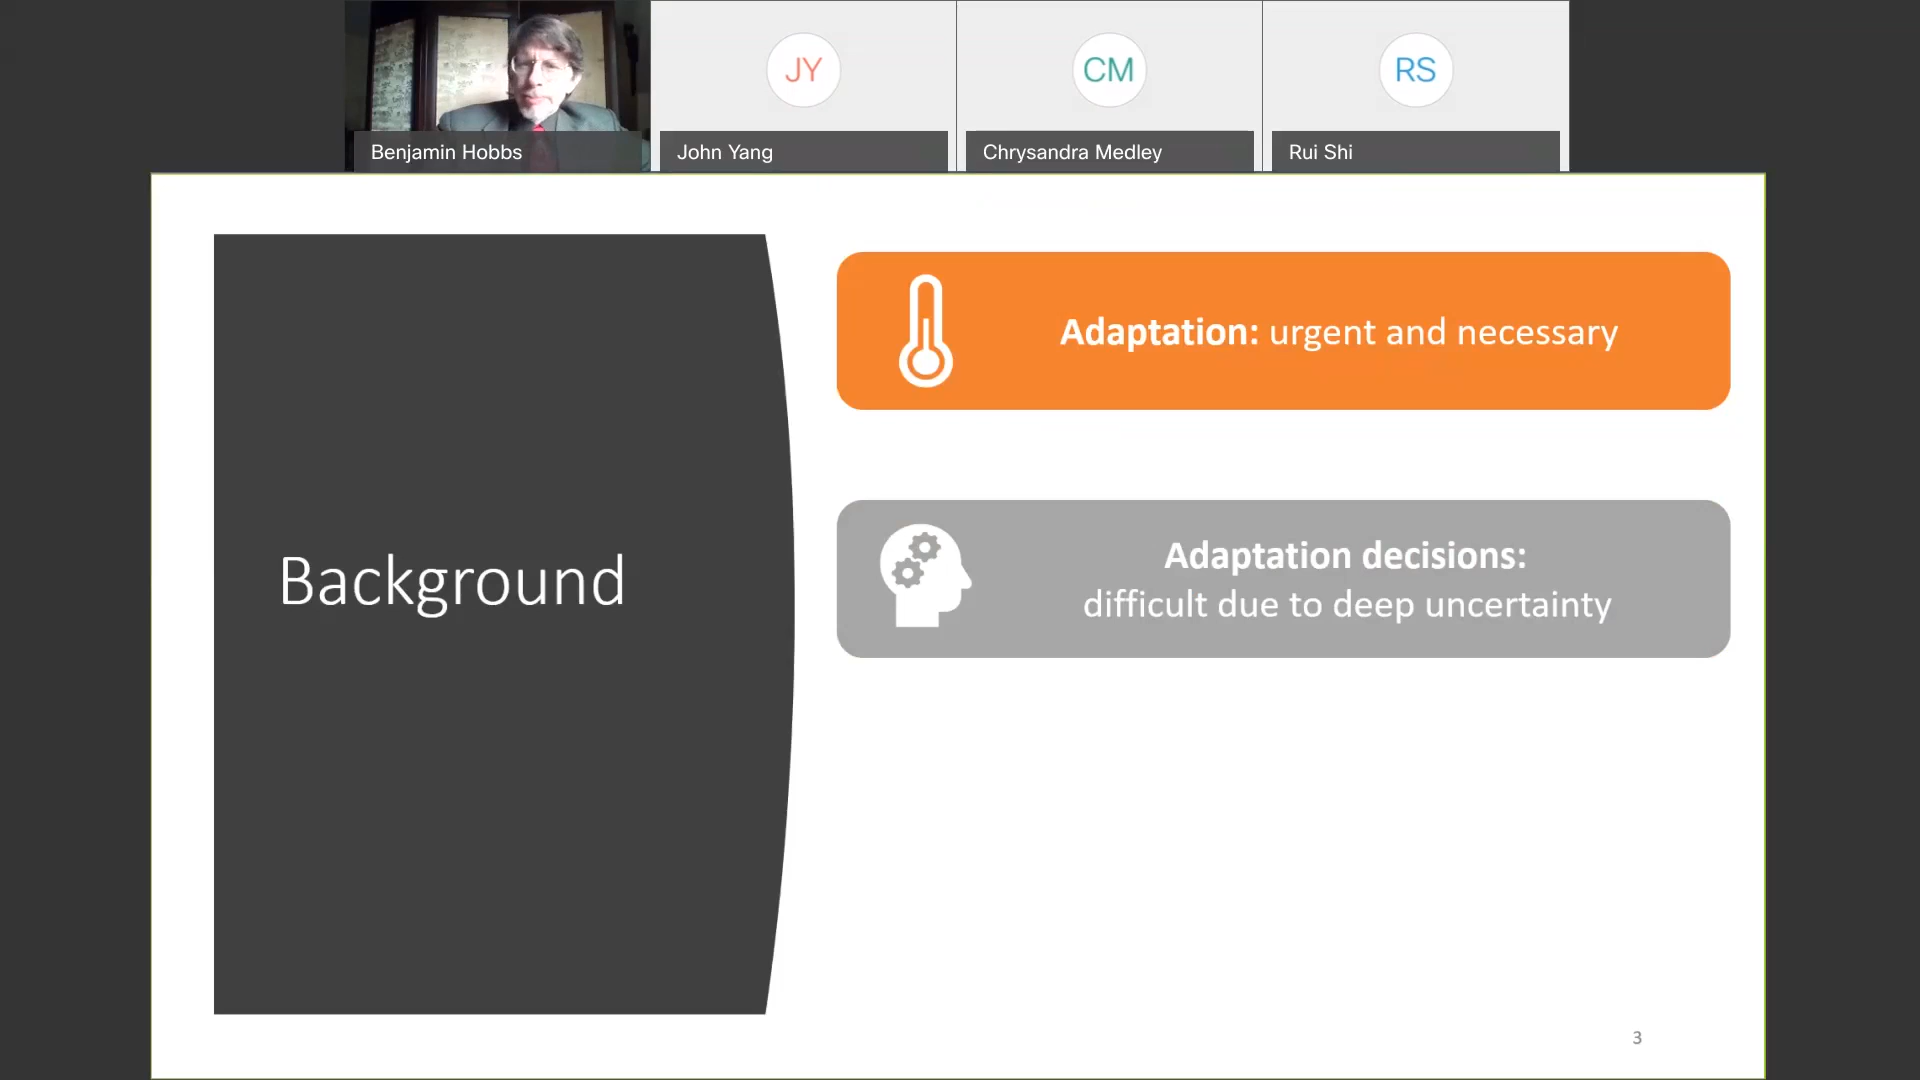 JY
CM
RS
Benjamin Hobbs
John Yang
Chrysandra Medley
Rui Shi
Background
Adaptation: urgent and necessary
Adaptation decisions:
difficult due to deep uncertainty
3